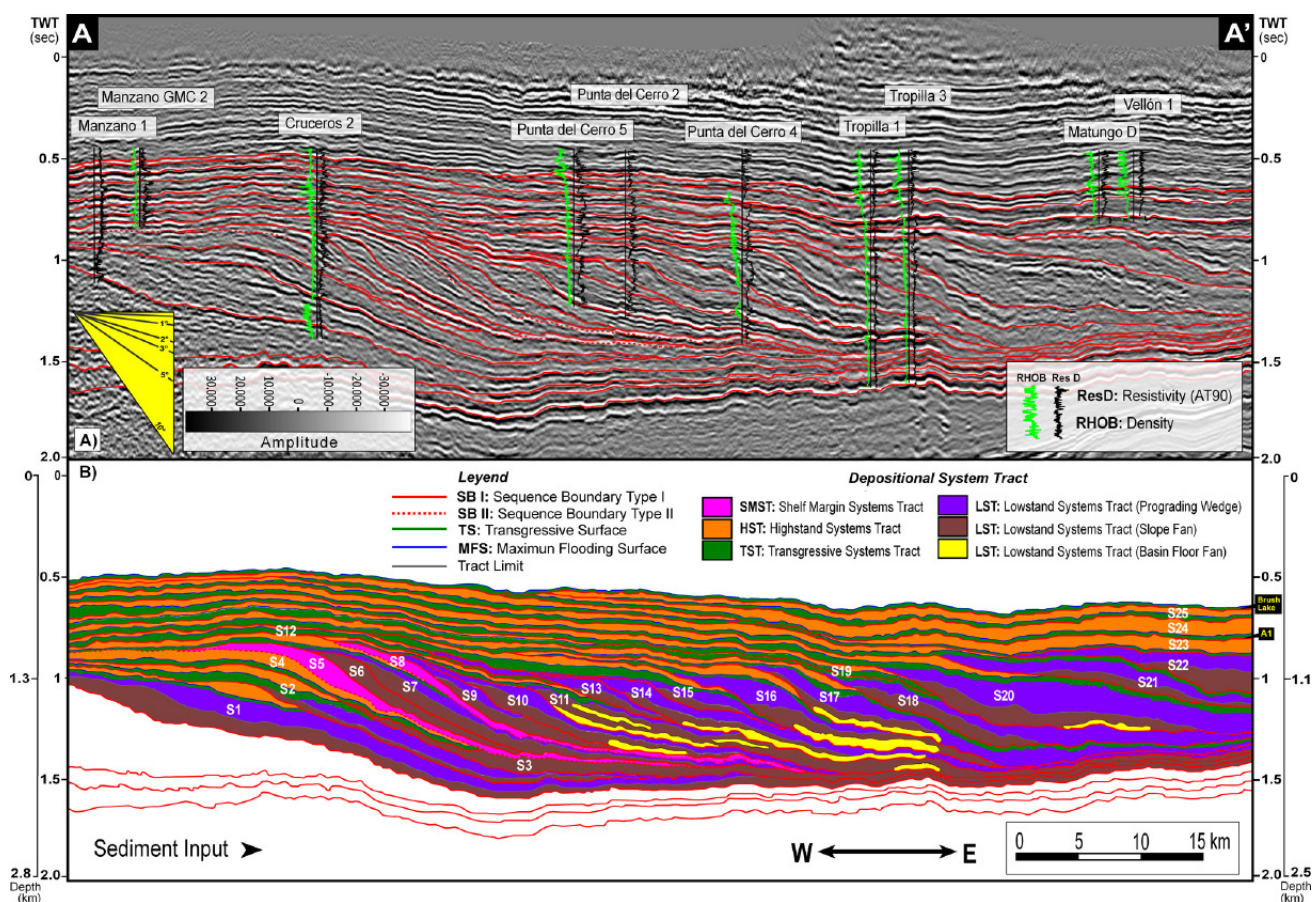 TWT
(sec)
A
A'
TWT
(sec)
0
0
Manzano GMC 2
Punta del Cerro 2
Tropilla 3
Vellón 1
Manzano 1
Cruceros 2
Punta del Cerro 5
Punta del Cerro 4
Tropilla 1
Matungo D
0.5
0.5
1
1
1°
2°
3°
5°
10°
1.5
1.5
30,000
20,000
10,000
0
-10,000
-20,000
-30,000
Amplitude
RHOB
Res D
ResD: Resistivity (AT90)
RHOB: Density
A)
2.0
2.0
B)
0
0
0
0
Leyend
SB I: Sequence Boundary Type I
SB II: Sequence Boundary Type II
TS: Transgressive Surface
MFS: Maximun Flooding Surface
Tract Limit
Depositional System Tract
SMST: Shelf Margin Systems Tract
HST: Highstand Systems Tract
TST: Transgressive Systems Tract
LST: Lowstand Systems Tract (Prograding Wedge)
LST: Lowstand Systems Tract (Slope Fan)
LST: Lowstand Systems Tract (Basin Floor Fan)
0.5
0.5
Brush
Lake
S25
S24
A1
S23
S12
S22
S4
S5
S6
S8
S19
1.3
1
1
1.1
S2
S7
S9
S10
S11
S13
S14
S15
S16
S17
S18
S20
S21
S1
S3
1.5
1.5
Sediment Input
W
E
0
5
10
15 km
2.8
2.0
2.0
2.5
Depth
(km)
Depth
(km)